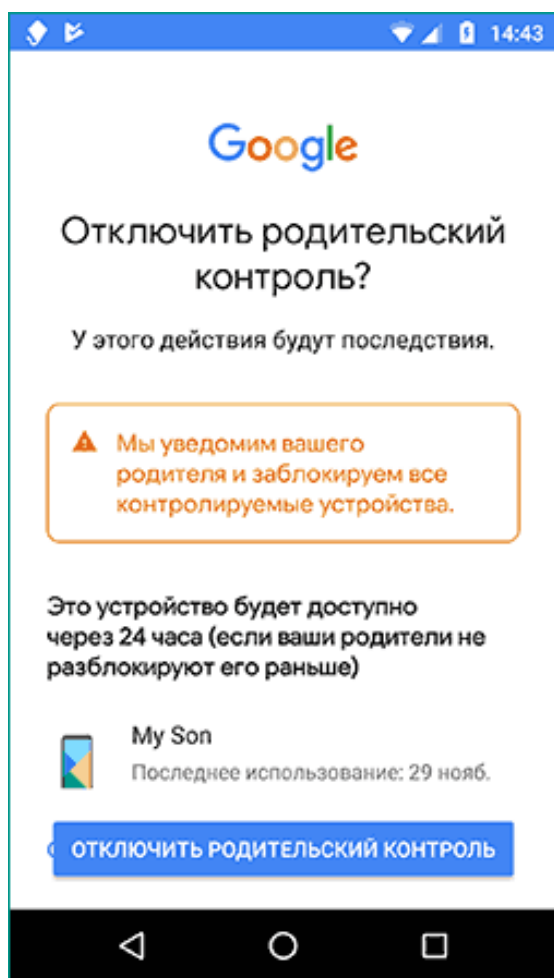 14:43
Google
Отключить родительский
контроль?
У этого действия будут последствия.
Мы уведомим вашего
родителя и заблокируем все
контролируемые устройства.
Это устройство будет доступно
через 24 часа (если ваши родители не
разблокируют его раньше)
My Son
Последнее использование: 29 нояб.
ОТКЛЮЧИТЬ РОДИТЕЛЬСКИЙ КОНТРОЛЬ